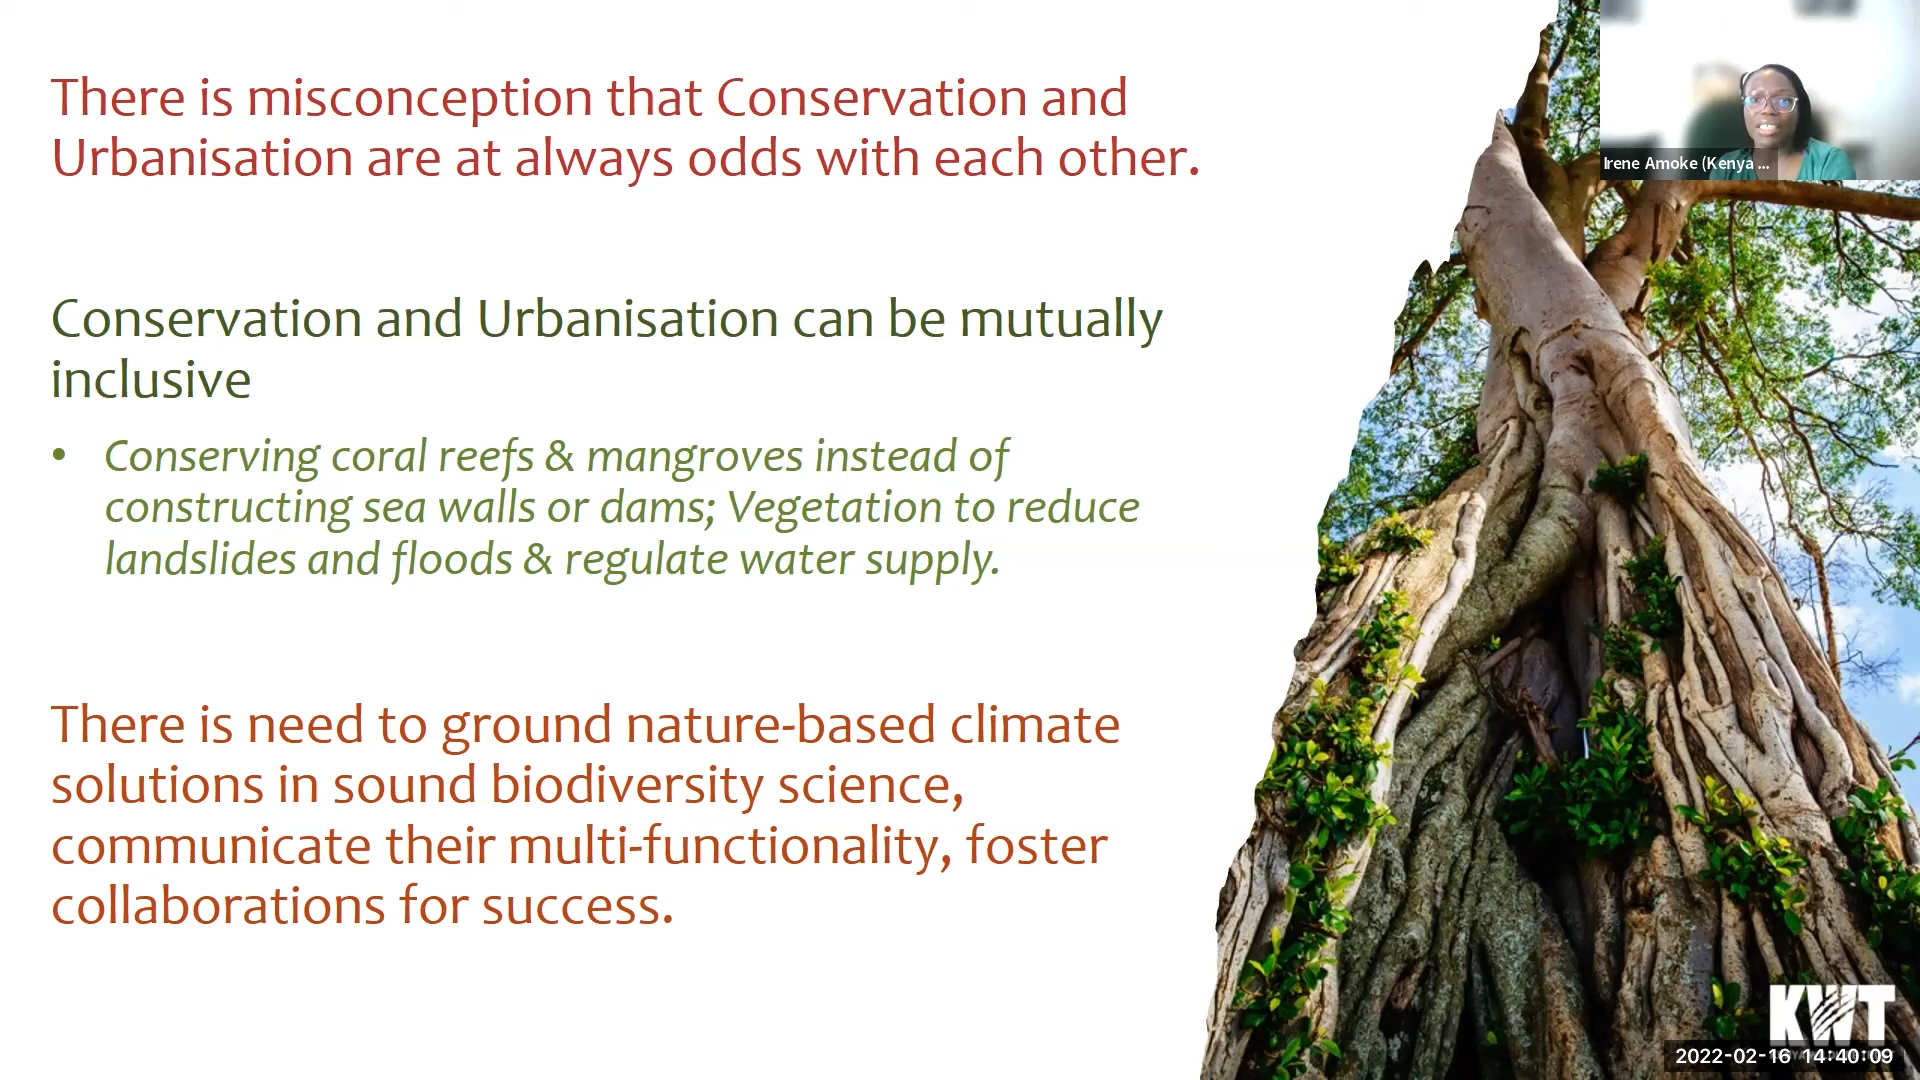 There is misconception that Conservation and
Urbanisation are at always odds with each other.
Conservation and Urbanisation can be mutually
inclusive
• Conserving coral reefs & mangroves instead of
constructing sea walls or dams; Vegetation to reduce
landslides and floods & regulate water supply.
There is need to ground nature-based climate
solutions in sound biodiversity science,
communicate their multi-functionality, foster
collaborations for success.
Irene Amoke (Kenya ...
KWT
2022-02-16 14:40:09